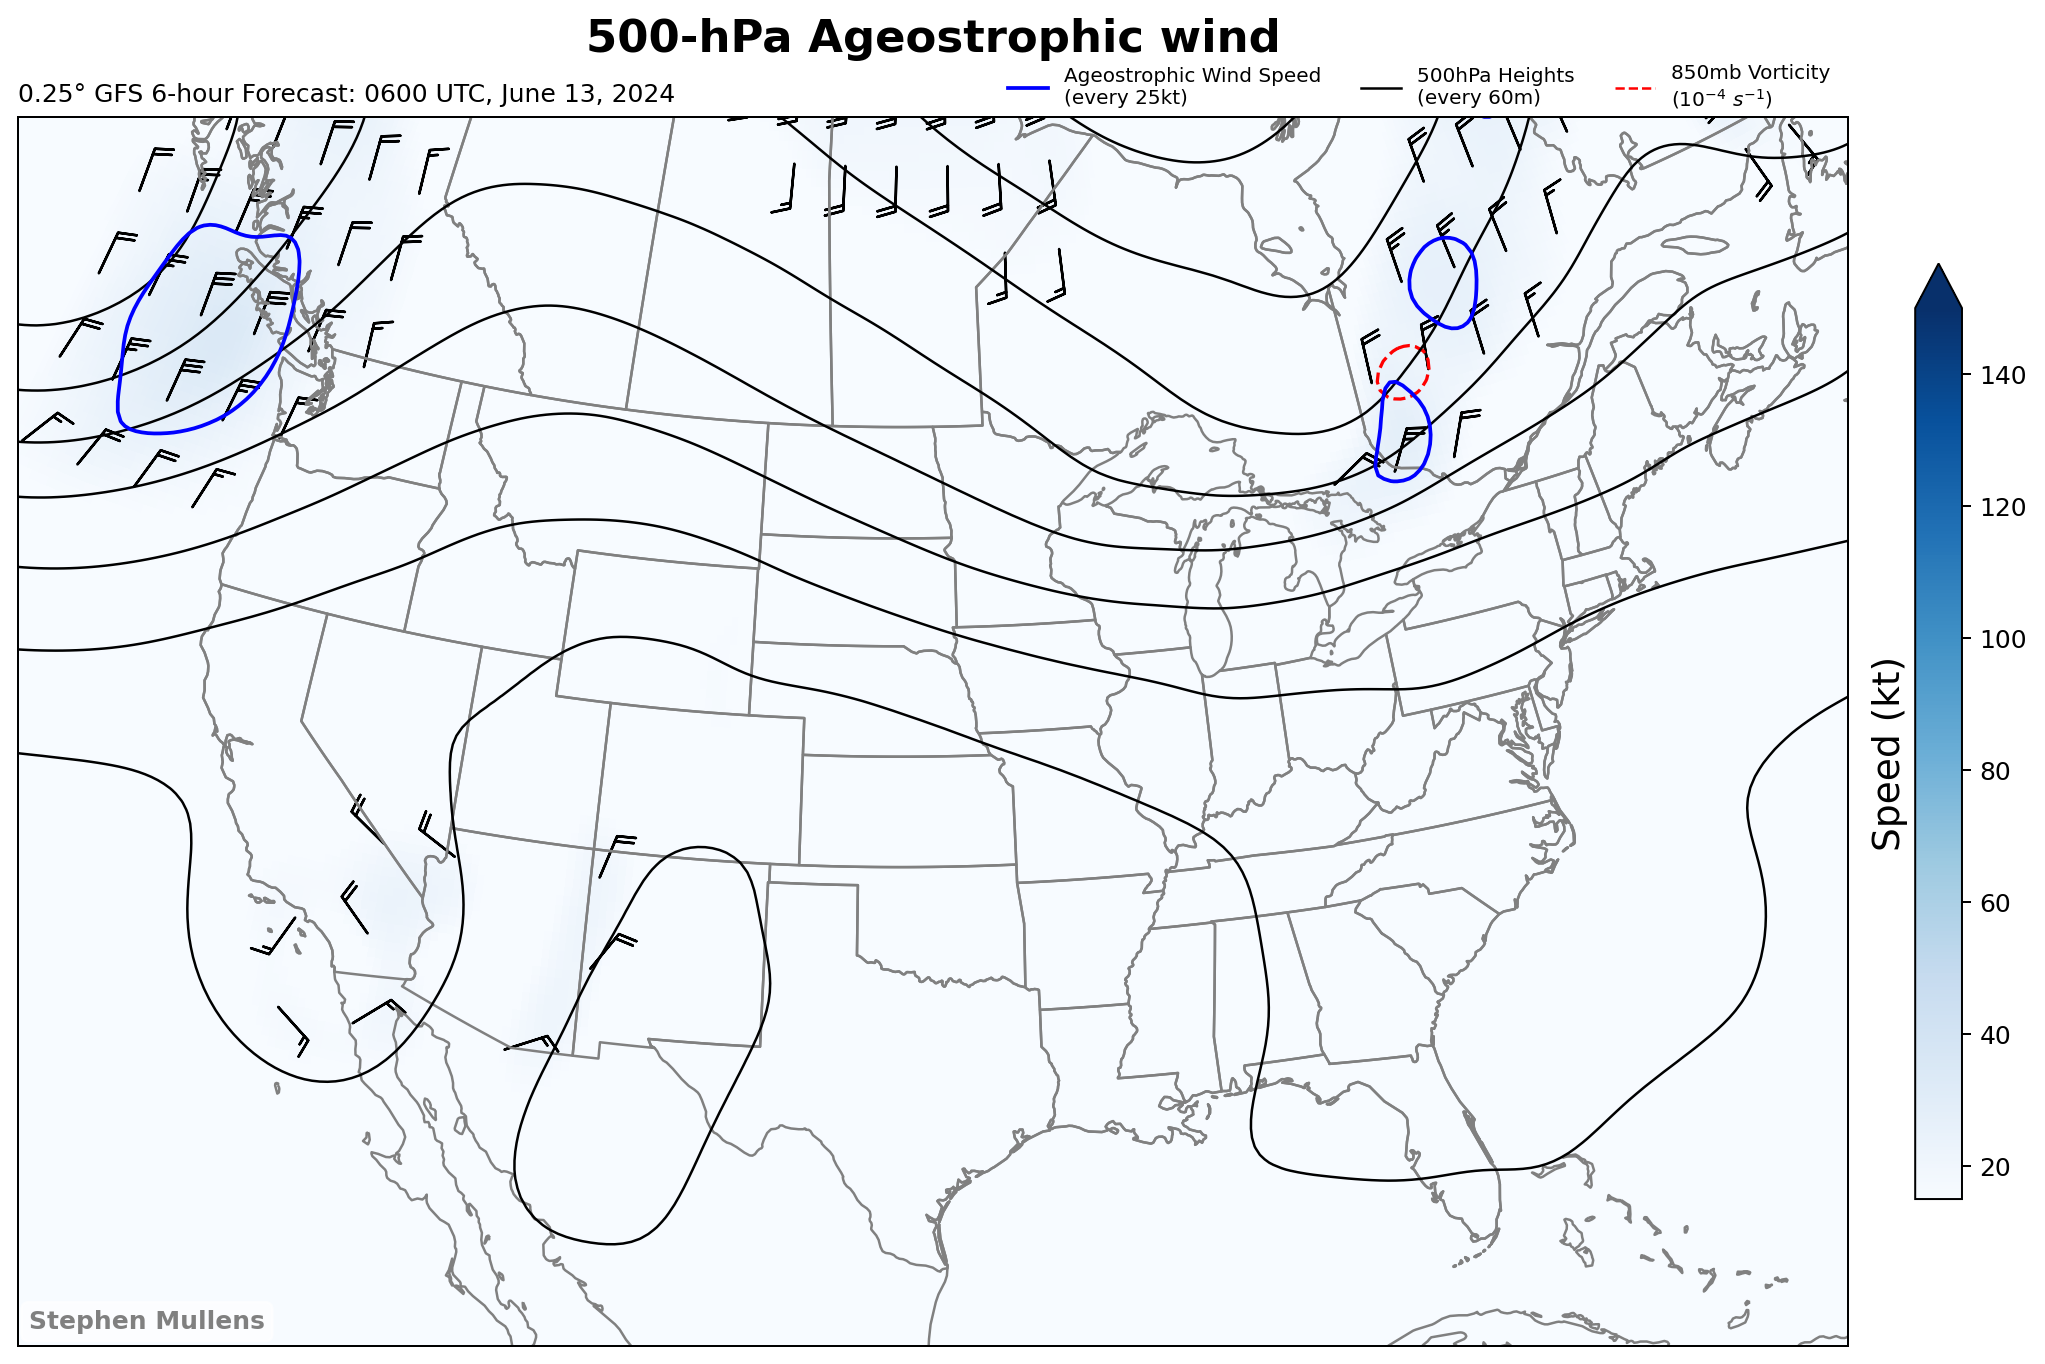 500-hPa Ageostrophic wind
0.25° GFS 6-hour Forecast: 0600 UTC, June 13, 2024
Ageostrophic Wind Speed
(every 25kt)
500hPa Heights
(every 60m)
850mb Vorticity
(10⁻⁴ s⁻¹)
140
120
100
80
60
40
20
Speed (kt)
Stephen Mullens